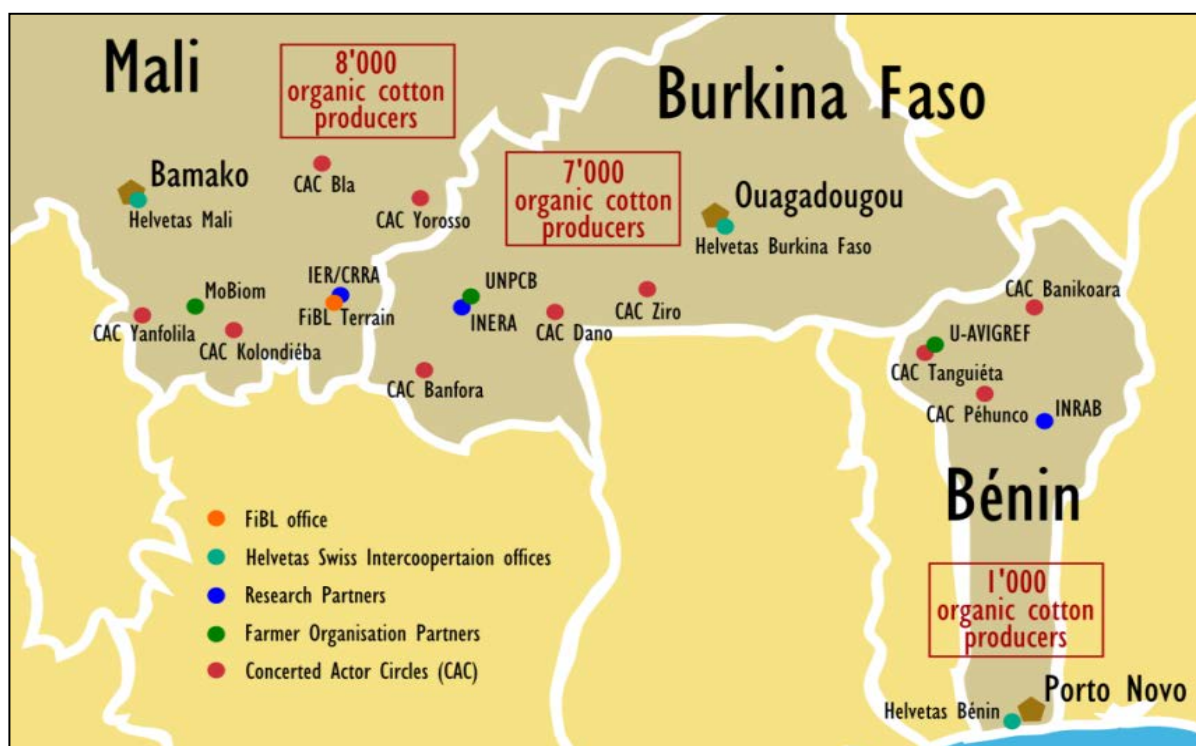 Mali
8'000
organic cotton
producers
Burkina Faso
Bamako
Helvetas Mali
CAC Bla
CAC Yorosso
7'000
organic cotton
producers
Ouagadougou
Helvetas Burkina Faso
MoBiom
IER/CRRA
FiBL Terrain
CAC Yanfolila
CAC Kolondiéba
UNPCB
INERA
CAC Dano
CAC Ziro
CAC Banfora
CAC Banikoara
U-AVIGREF
CAC Tanguiéta
CAC Péhunco
INRAB
Bénin
FiBL office
Helvetas Swiss Intercoopertaion offices
Research Partners
Farmer Organisation Partners
Concerted Actor Circles (CAC)
1'000
organic cotton
producers
Porto Novo
Helvetas Bénin